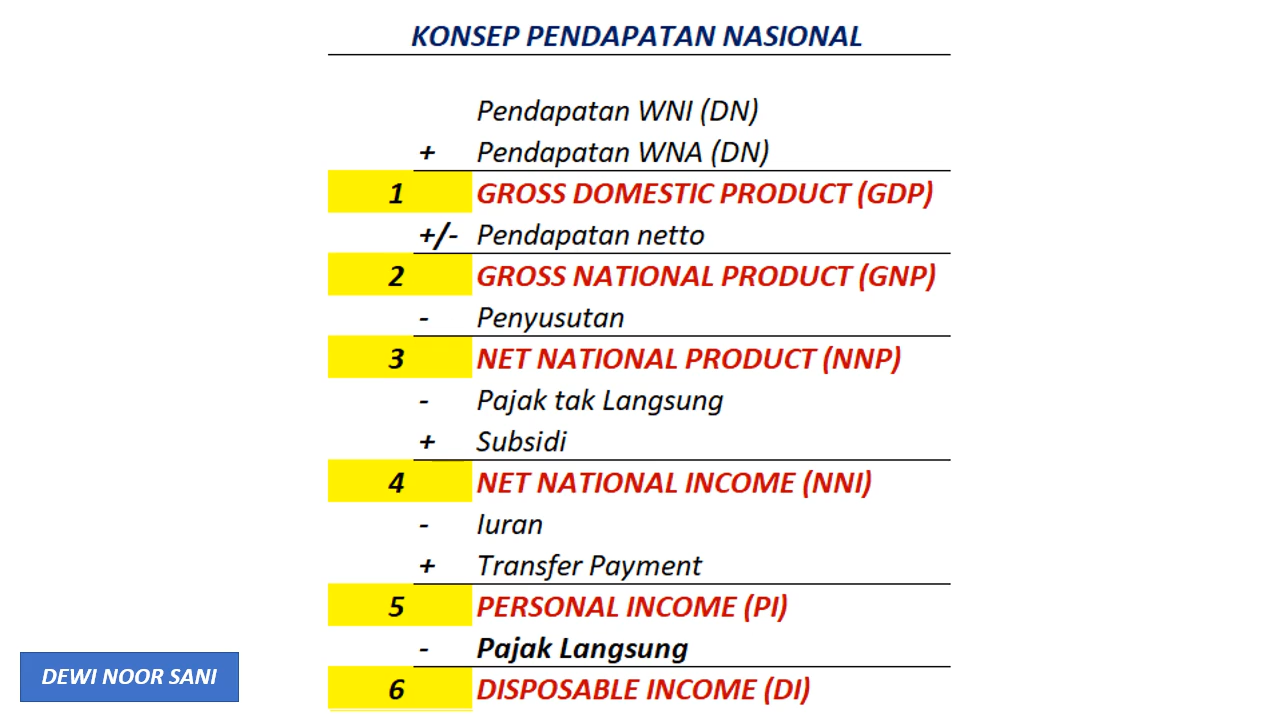 KONSEP PENDAPATAN NASIONAL
Pendapatan WNI (DN)
+ Pendapatan WNA (DN)
1 GROSS DOMESTIC PRODUCT (GDP)
+/- Pendapatan netto
2 GROSS NATIONAL PRODUCT (GNP)
- Penyusutan
3 NET NATIONAL PRODUCT (NNP)
- Pajak tak Langsung
+ Subsidi
4 NET NATIONAL INCOME (NNI)
- Iuran
+ Transfer Payment
5 PERSONAL INCOME (PI)
- Pajak Langsung
6 DISPOSABLE INCOME (DI)
DEWI NOOR SANI